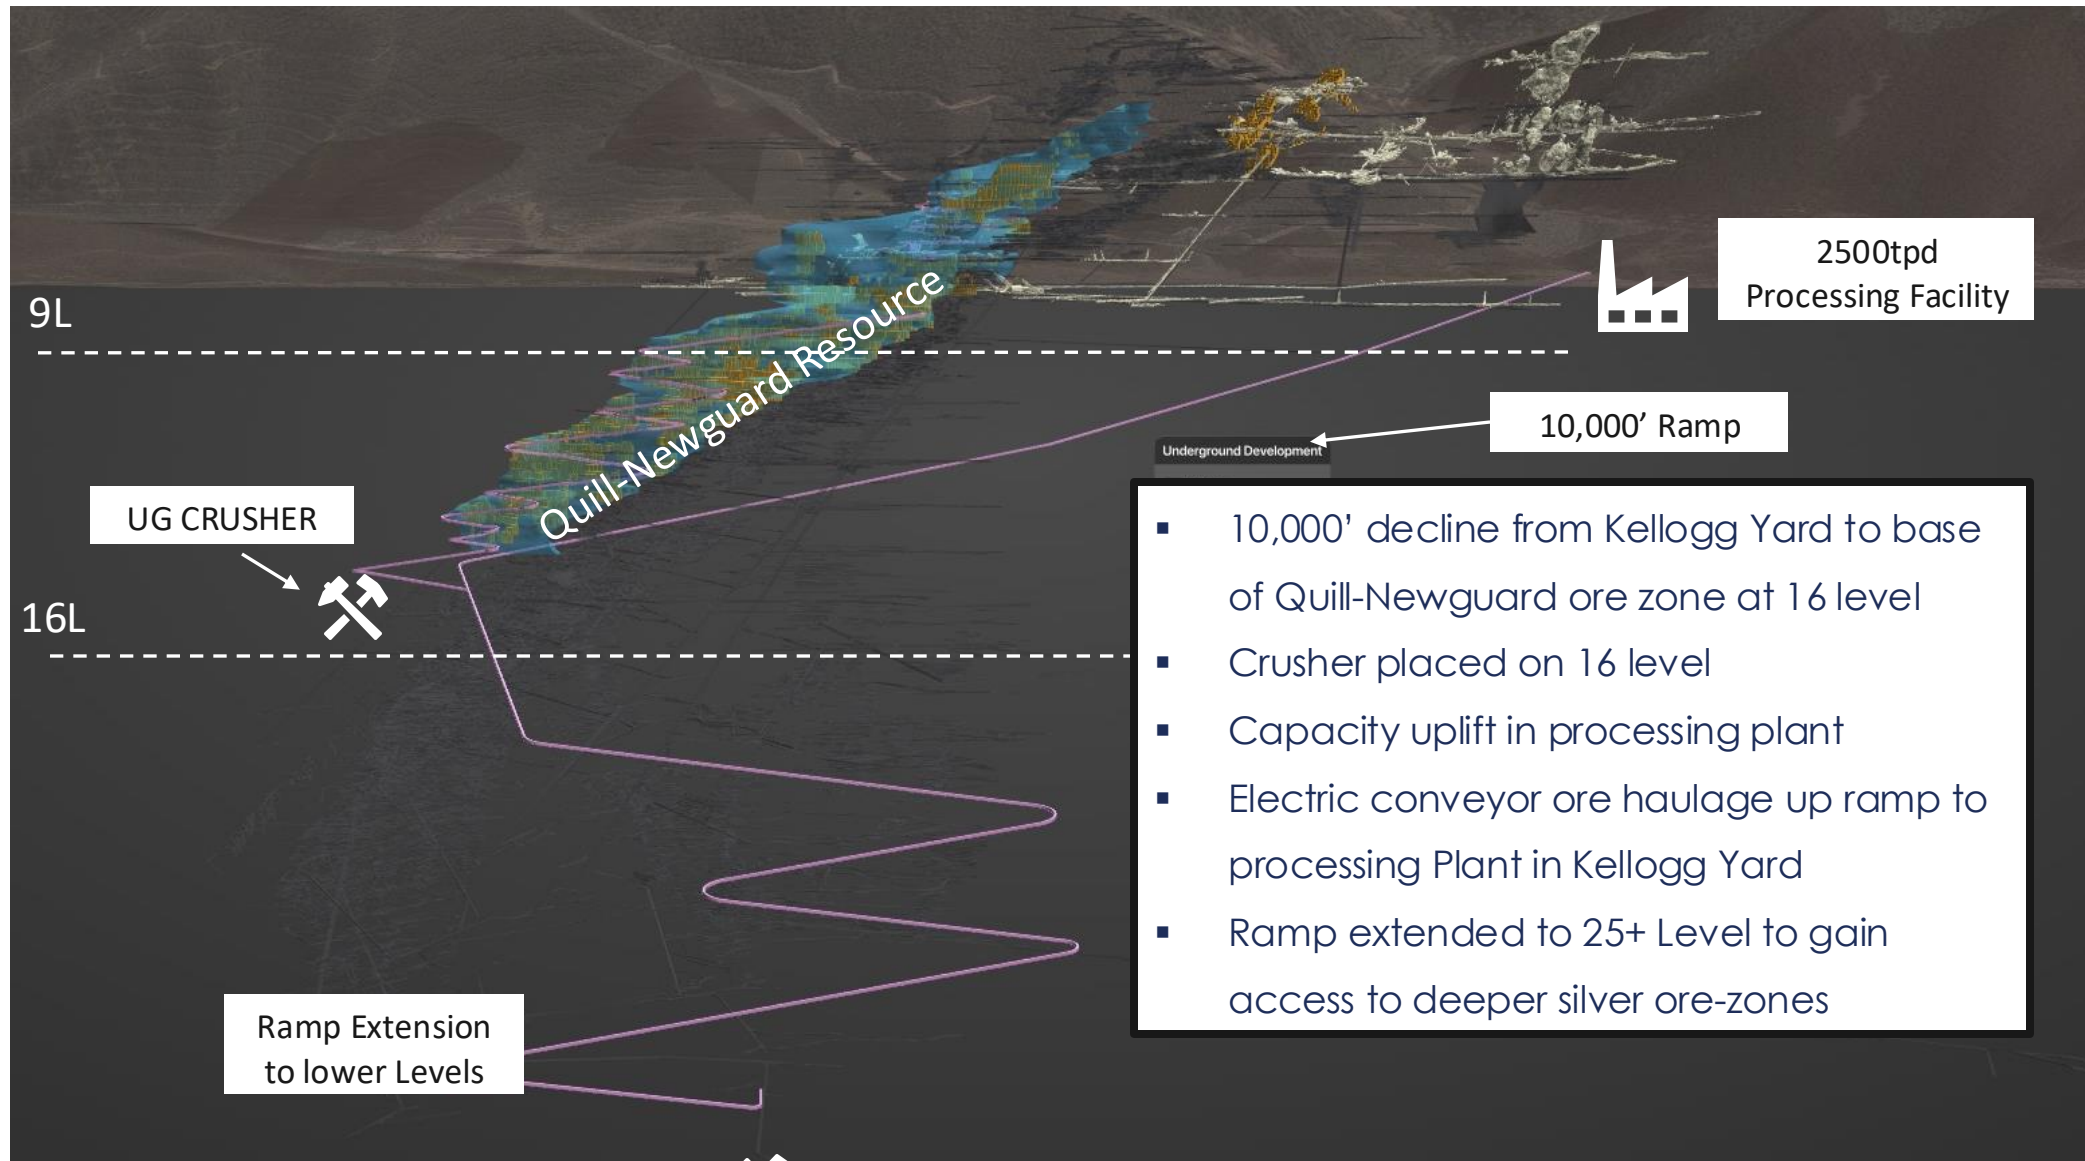 2500tpd
Processing Facility
9L
Quill-Newguard Resource
10,000’ Ramp
Underground Development
UG CRUSHER
16L
▪ 10,000’ decline from Kellogg Yard to base
of Quill-Newguard ore zone at 16 level
▪ Crusher placed on 16 level
▪ Capacity uplift in processing plant
▪ Electric conveyor ore haulage up ramp to
processing Plant in Kellogg Yard
▪ Ramp extended to 25+ Level to gain
access to deeper silver ore-zones
Ramp Extension
to lower Levels